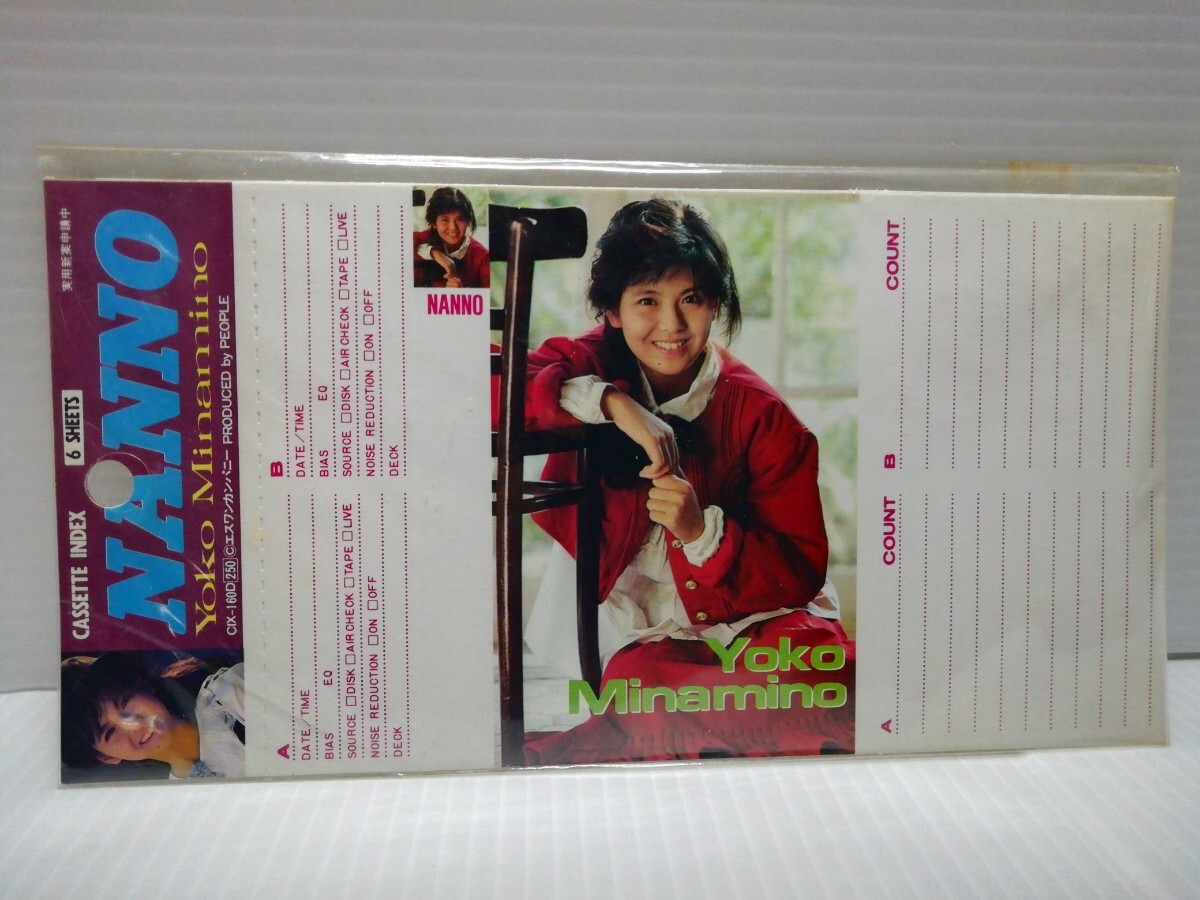 実用新案申請中
6 SHEETS
CASSETTE INDEX
NANNO
Yoko Minamino
CIX-160D 250 Ⓒエスワンカンパニー PRODUCED by PEOPLE
B
DATE/TIME
BIAS EQ
SOURCE □DISK □AIR CHECK □TAPE □LIVE
NOISE REDUCTION □ON □OFF
DECK
A
DATE/TIME
BIAS EQ
SOURCE □DISK □AIR CHECK □TAPE □LIVE
NOISE REDUCTION □ON □OFF
DECK
NANNO
Yoko
Minamino
B COUNT
A COUNT